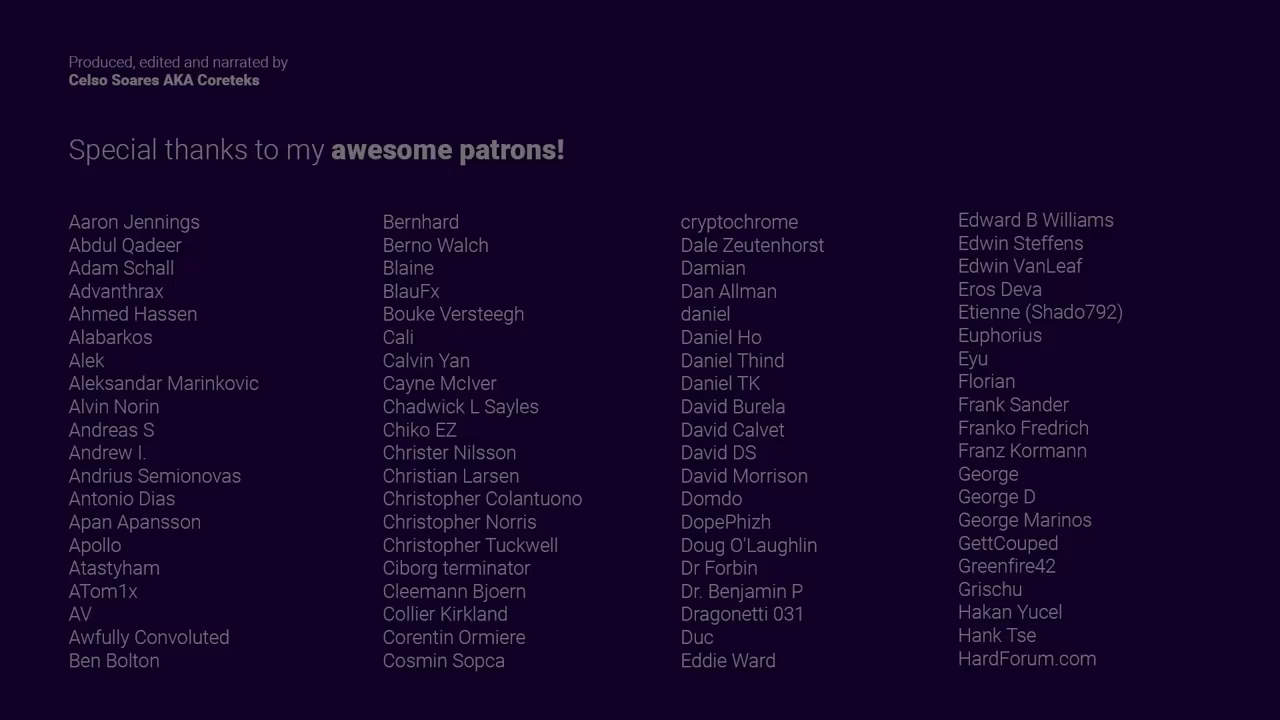 Produced, edited and narrated by
Celso Soares AKA Coreteks
Special thanks to my awesome patrons!
Aaron Jennings
Abdul Qadeer
Adam Schall
Advanthrax
Ahmed Hassen
Alabarkos
Alek
Aleksandar Marinkovic
Alvin Norin
Andreas S
Andrew I.
Andrius Semionovas
Antonio Dias
Apan Apansson
Apollo
Atastyham
ATom1x
AV
Awfully Convoluted
Ben Bolton
Bernhard
Berno Walch
Blaine
BlauFx
Bouke Versteegh
Cali
Calvin Yan
Cayne McIver
Chadwick L Sayles
Chiko EZ
Christer Nilsson
Christian Larsen
Christopher Colantuono
Christopher Norris
Christopher Tuckwell
Ciborg terminator
Cleemann Bjoern
Collier Kirkland
Corentin Ormiere
Cosmin Sopca
cryptochrome
Dale Zeutenhorst
Damian
Dan Allman
daniel
Daniel Ho
Daniel Thind
Daniel TK
David Burela
David Calvet
David DS
David Morrison
Domdo
DopePhizh
Doug O'Laughlin
Dr Forbin
Dr. Benjamin P
Dragonetti 031
Duc
Eddie Ward
Edward B Williams
Edwin Steffens
Edwin VanLeaf
Eros Deva
Etienne (Shado792)
Euphorius
Eyu
Florian
Frank Sander
Franko Fredrich
Franz Kormann
George
George D
George Marinos
GettCouped
Greenfire42
Grischu
Hakan Yucel
Hank Tse
HardForum.com